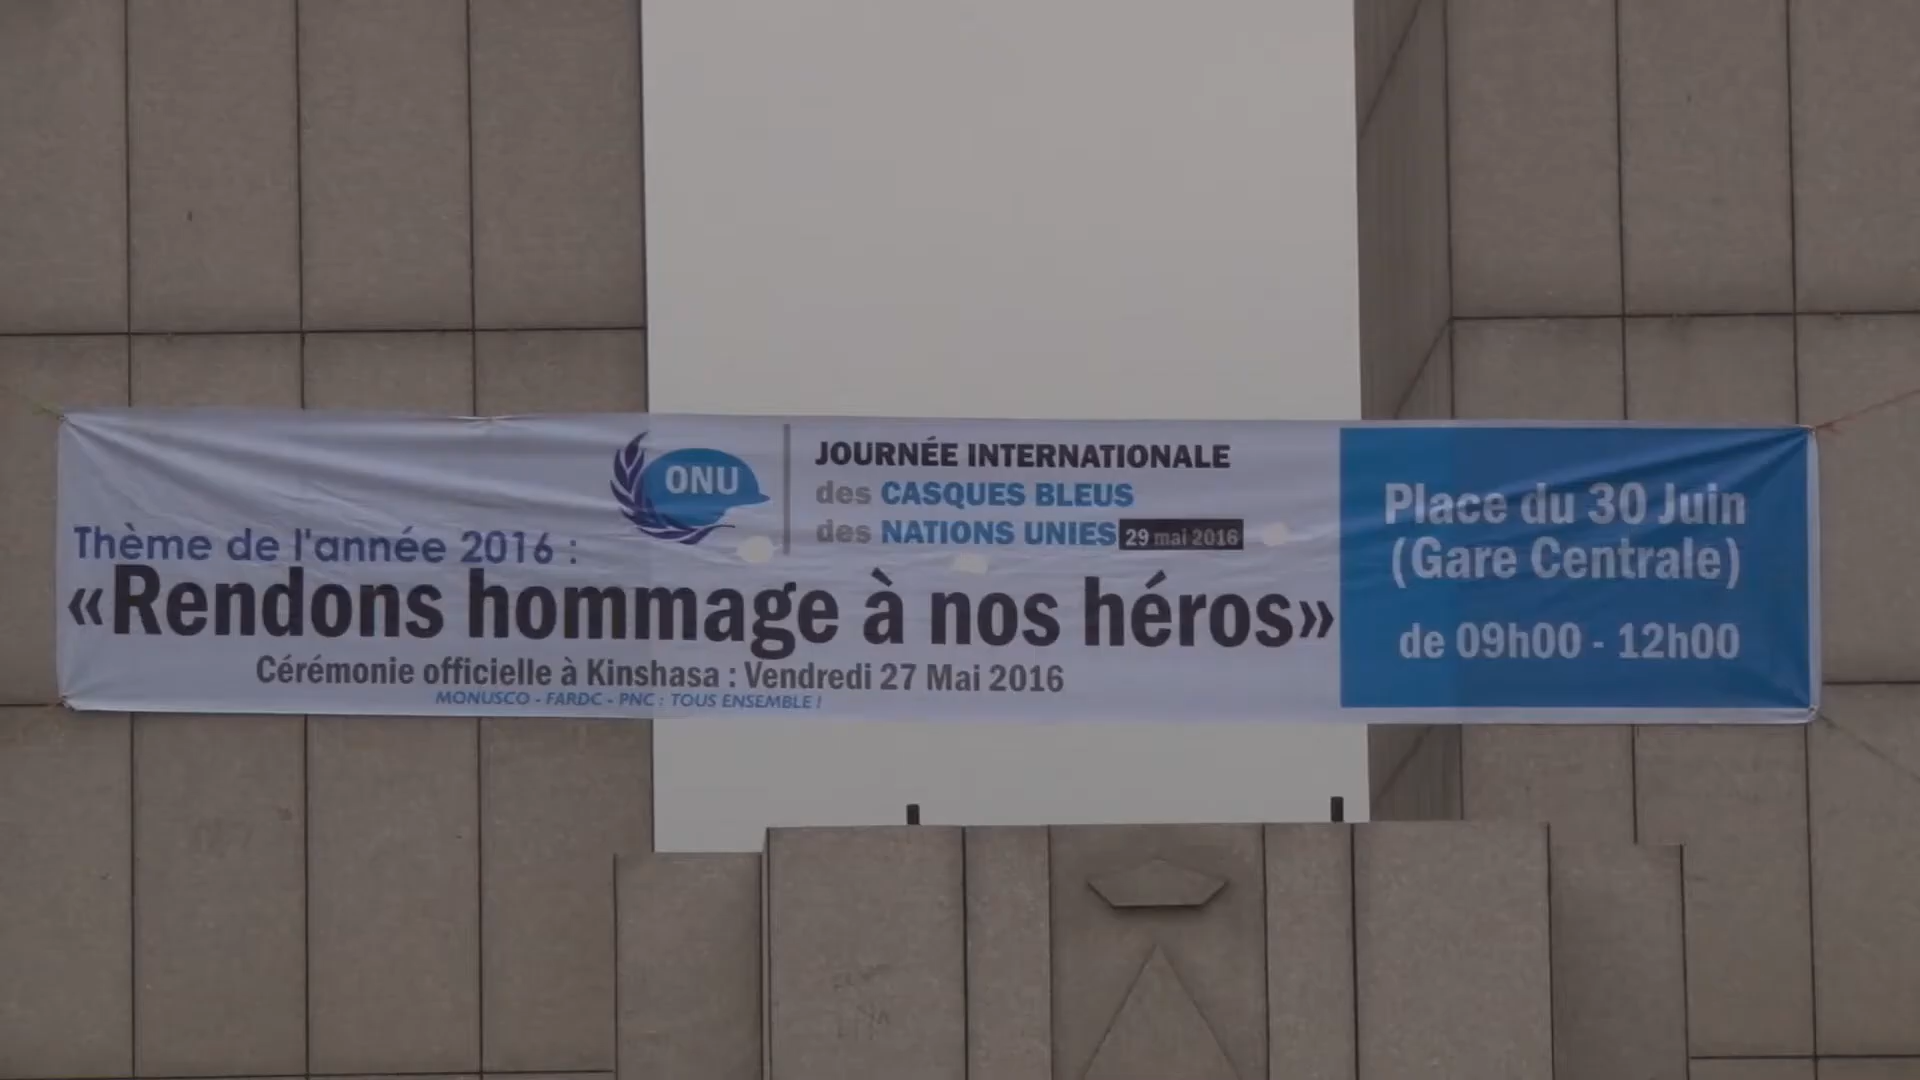 ONU
JOURNÉE INTERNATIONALE
des CASQUES BLEUS
des NATIONS UNIES 29 mai 2016
Thème de l'année 2016 :
«Rendons hommage à nos héros»
Cérémonie officielle à Kinshasa : Vendredi 27 Mai 2016
MONUSCO - FARDC - PNC : TOUS ENSEMBLE !
Place du 30 Juin
(Gare Centrale)
de 09h00 - 12h00